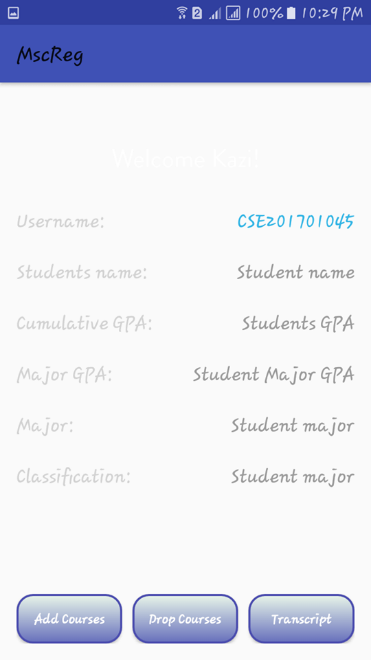 2 100% 10:29 PM
MscReg
Welcome Kazi!
Username: CSE201701045
Students name: Student name
Cumulative GPA: Students GPA
Major GPA: Student Major GPA
Major: Student major
Classification: Student major
Add Courses Drop Courses Transcript